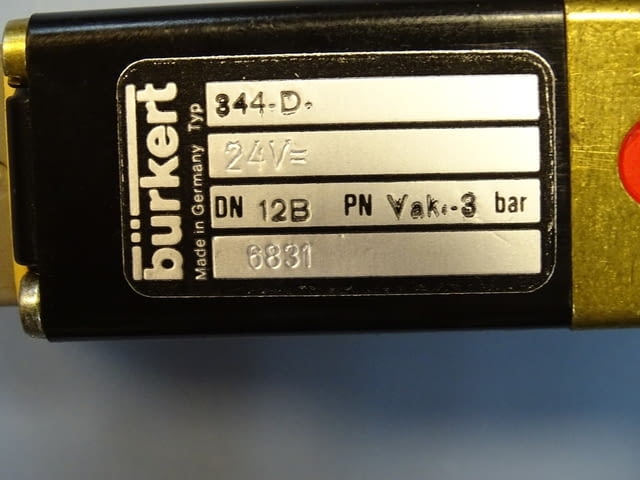 bürkert
Made in Germany Typ
344-D-
24V=
DN 12B PN Vak.-3 bar
6831